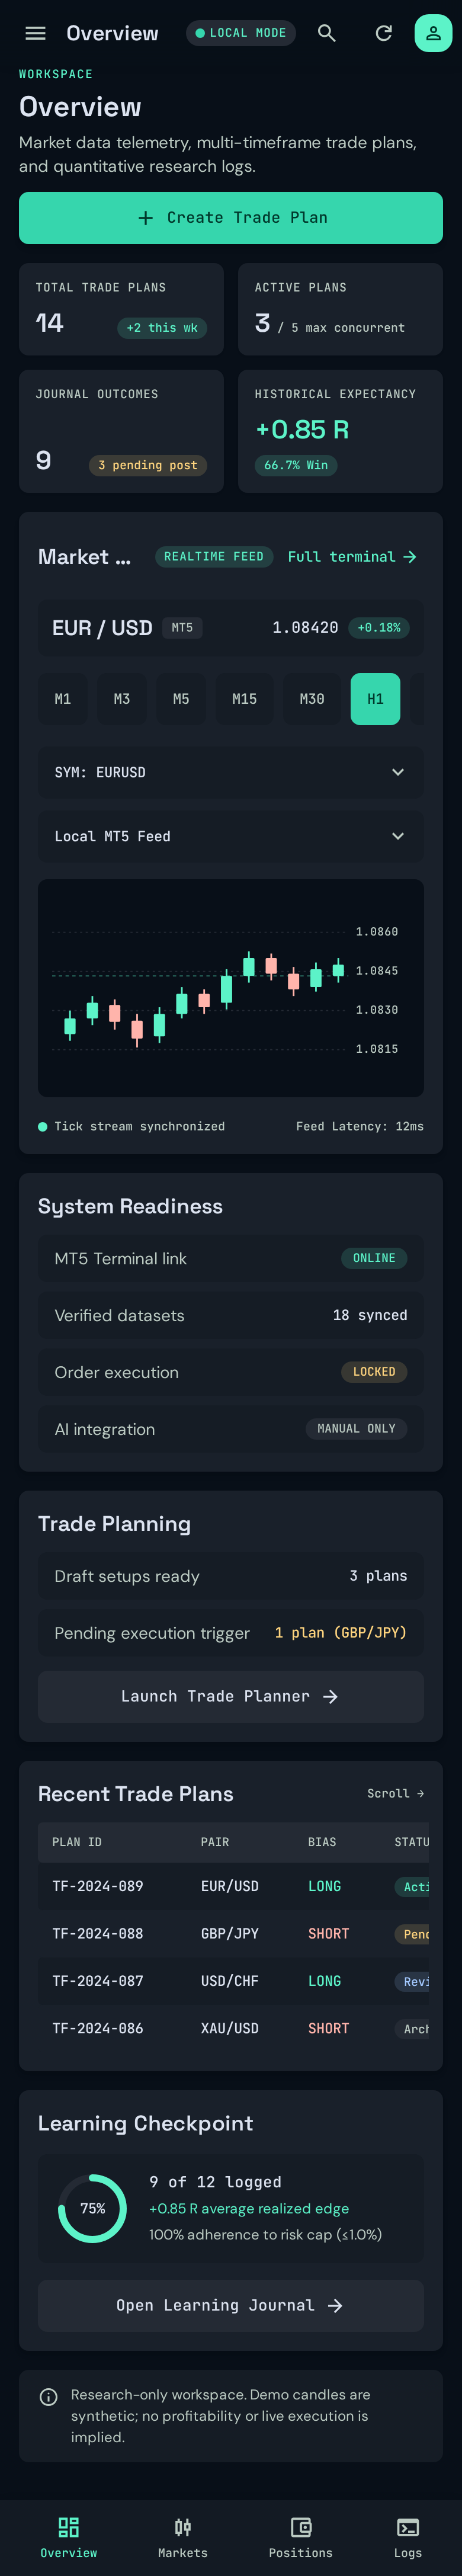 Overview
LOCAL MODE
WORKSPACE
Overview
Market data telemetry, multi-timeframe trade plans,
and quantitative research logs.
Create Trade Plan
TOTAL TRADE PLANS
14
+2 this wk
ACTIVE PLANS
3 / 5 max concurrent
JOURNAL OUTCOMES
9
3 pending post
HISTORICAL EXPECTANCY
+0.85 R
66.7% Win
Market ...
REALTIME FEED
Full terminal →
EUR / USD
MT5
1.08420
+0.18%
M1
M3
M5
M15
M30
H1
SYM: EURUSD
Local MT5 Feed
1.0860
1.0845
1.0830
1.0815
Tick stream synchronized
Feed Latency: 12ms
System Readiness
MT5 Terminal link
ONLINE
Verified datasets
18 synced
Order execution
LOCKED
AI integration
MANUAL ONLY
Trade Planning
Draft setups ready
3 plans
Pending execution trigger
1 plan (GBP/JPY)
Launch Trade Planner →
Recent Trade Plans
Scroll →
PLAN ID PAIR BIAS STATU
TF-2024-089 EUR/USD LONG Acti
TF-2024-088 GBP/JPY SHORT Penc
TF-2024-087 USD/CHF LONG Revi
TF-2024-086 XAU/USD SHORT Arch
Learning Checkpoint
75%
9 of 12 logged
+0.85 R average realized edge
100% adherence to risk cap (≤1.0%)
Open Learning Journal →
Research-only workspace. Demo candles are
synthetic; no profitability or live execution is
implied.
Overview
Markets
Positions
Logs